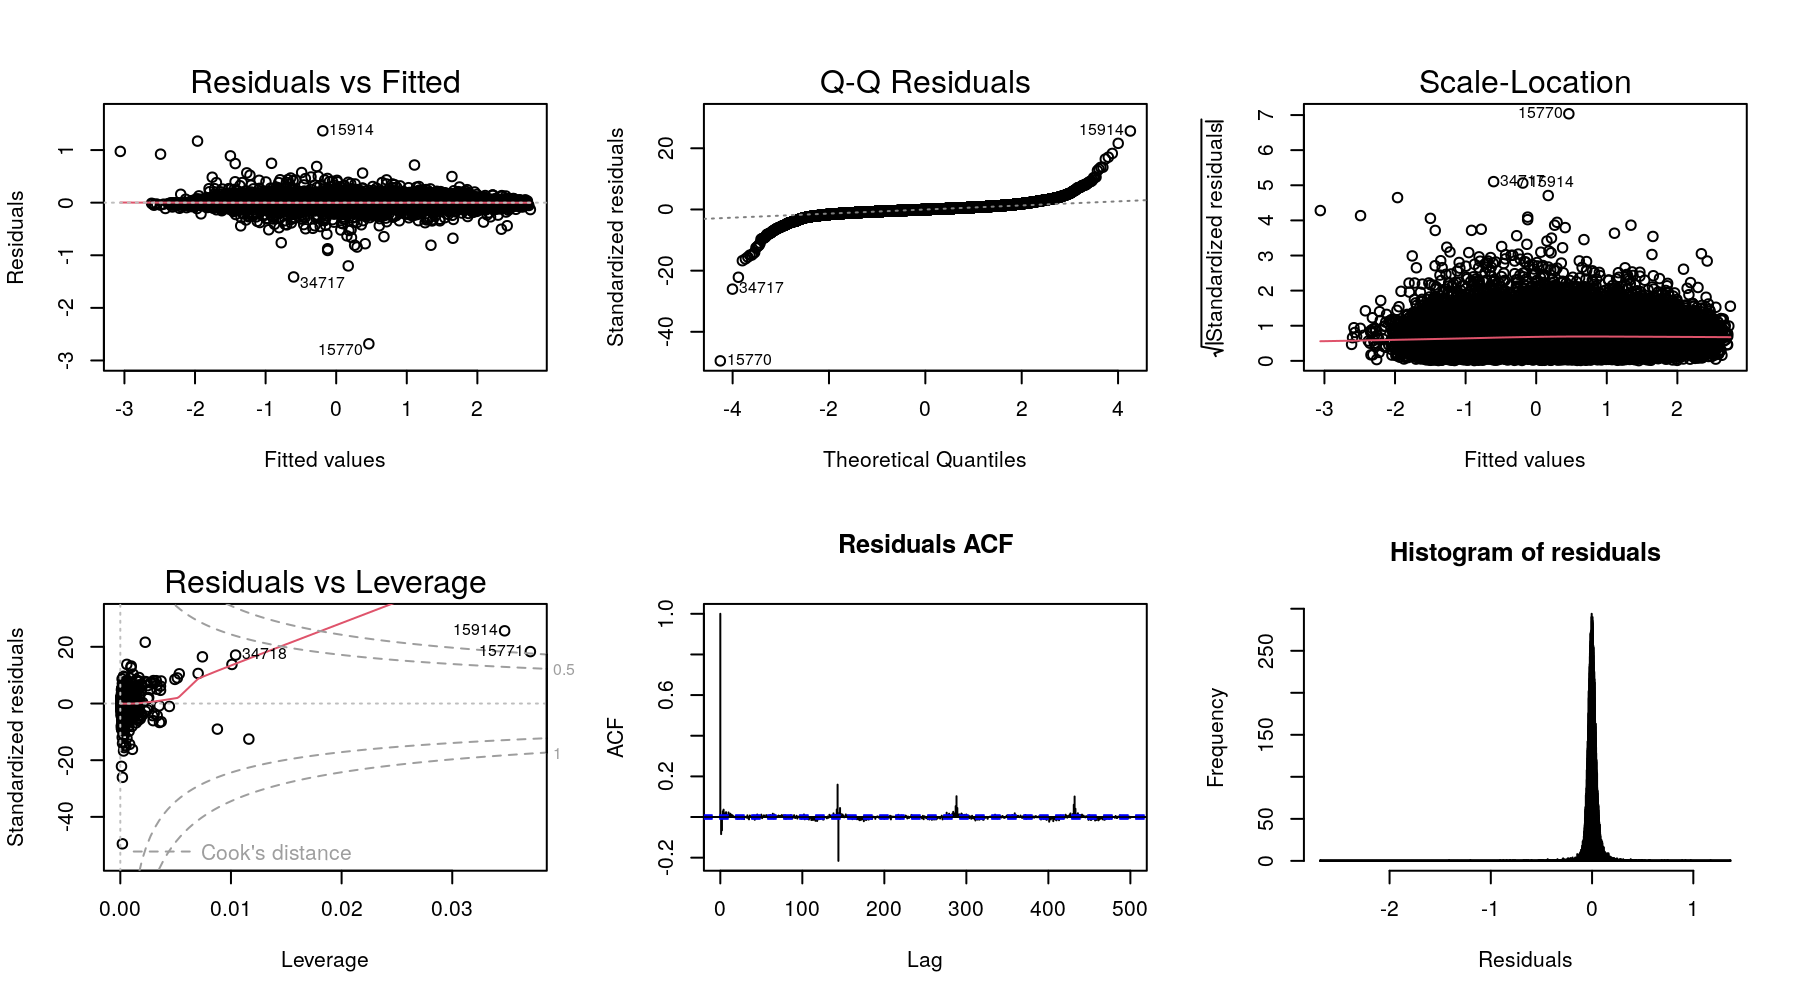 Residuals vs Fitted
Residuals
1
0
-1
-2
-3
15914
34717
15770
-3 -2 -1 0 1 2
Fitted values
Q-Q Residuals
Standardized residuals
20
0
-20
-40
15914
34717
15770
-4 -2 0 2 4
Theoretical Quantiles
Scale-Location
√|Standardized residuals|
7
6
5
4
3
2
1
0
15770
34717
15914
-3 -2 -1 0 1 2
Fitted values
Residuals vs Leverage
Standardized residuals
20
0
-20
-40
15914
15771
34718
0.5
1
Cook's distance
0.00 0.01 0.02 0.03
Leverage
Residuals ACF
ACF
1.0
0.6
0.2
-0.2
0 100 200 300 400 500
Lag
Histogram of residuals
Frequency
250
150
50
0
-2 -1 0 1
Residuals